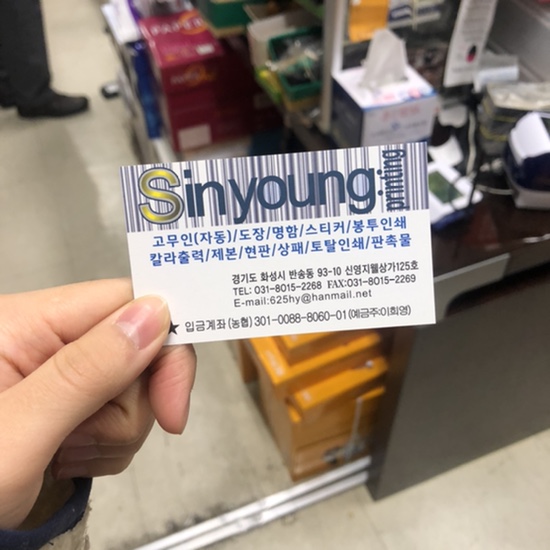 Sinyoung printing
고무인(자동)/도장/명함/스티커/봉투인쇄
칼라출력/제본/현판/상패/토탈인쇄/판촉물
경기도 화성시 반송동 93-10 신영지웰상가125호
TEL: 031-8015-2268 FAX:031-8015-2269
E-mail:625hy@hanmail.net
★ 입금계좌(농협)301-0088-8060-01(예금주:이희영)